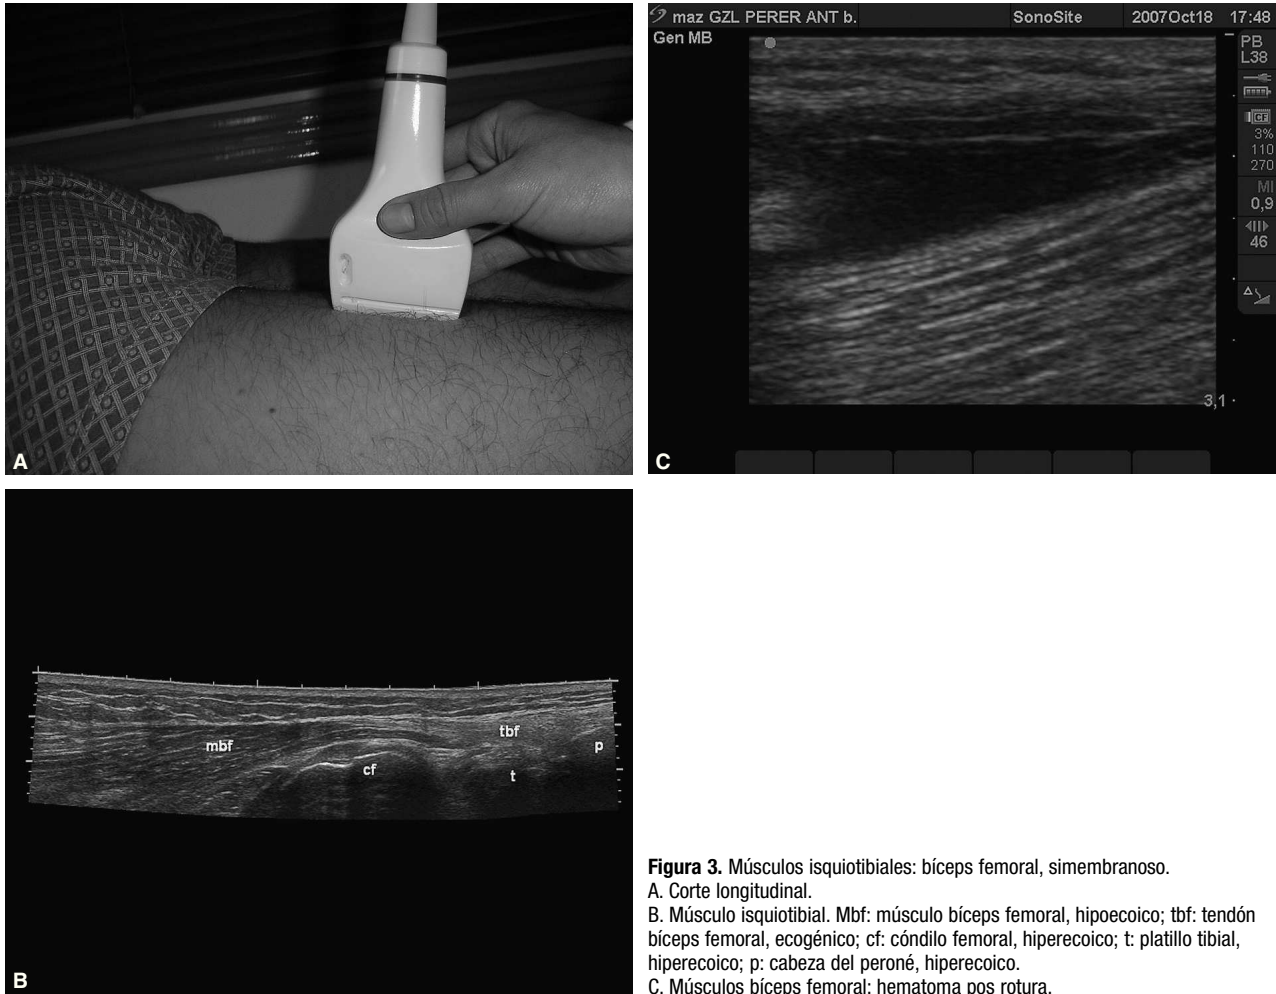 maz GZL PERER ANT b. SonoSite 2007Oct18 17:48
Gen MB
PB
L38
CF
3%
110
270
MI
0,9
46
3,1
A
C
mbf
tbf
p
cf
t
B
Figura 3. Músculos isquiotibiales: bíceps femoral, simembranoso.
A. Corte longitudinal.
B. Músculo isquiotibial. Mbf: músculo bíceps femoral, hipoecoico; tbf: tendón
bíceps femoral, ecogénico; cf: cóndilo femoral, hiperecoico; t: platillo tibial,
hiperecoico; p: cabeza del peroné, hiperecoico.
C. Músculos bíceps femoral: hematoma pos rotura.